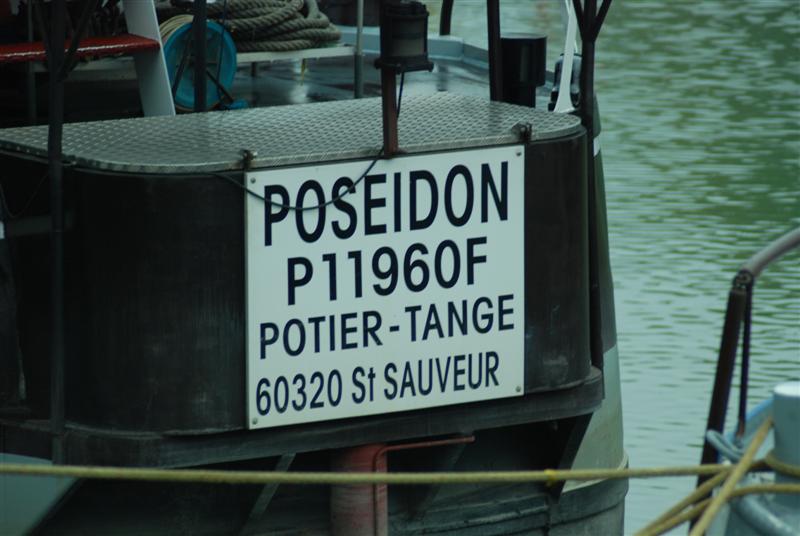 POSEIDON
P11960F
POTIER-TANGE
60320 St SAUVEUR